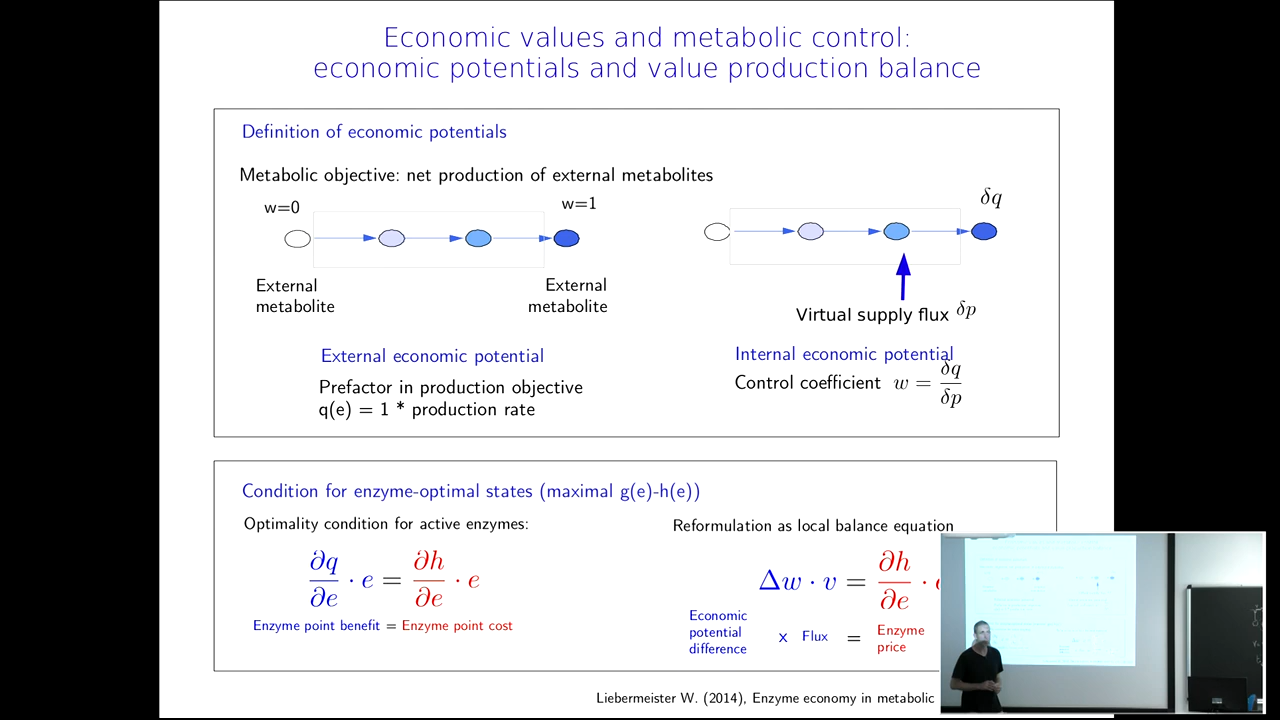 Economic values and metabolic control:
economic potentials and value production balance
Definition of economic potentials
Metabolic objective: net production of external metabolites
w=0
w=1
External
metabolite
External
metabolite
δq
Virtual supply flux δp
External economic potential
Prefactor in production objective
q(e) = 1 * production rate
Internal economic potential
Control coefficient w = δq/δp
Condition for enzyme-optimal states (maximal g(e)-h(e))
Optimality condition for active enzymes:
∂q/∂e · e = ∂h/∂e · e
Enzyme point benefit = Enzyme point cost
Reformulation as local balance equation
Δw · v = ∂h/∂e ·
Economic
potential
difference
x Flux =
Enzyme
price
Liebermeister W. (2014), Enzyme economy in metabolic